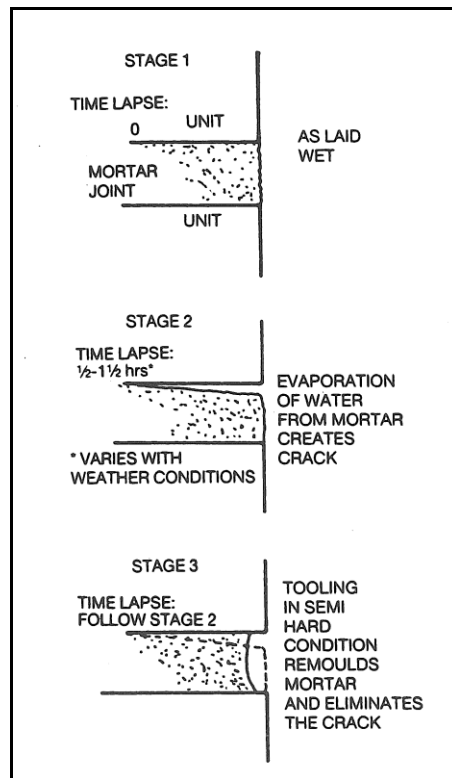 STAGE 1
TIME LAPSE:
0
UNIT
MORTAR
JOINT
UNIT
AS LAID
WET
STAGE 2
TIME LAPSE:
½-1½ hrs*
* VARIES WITH
WEATHER CONDITIONS
EVAPORATION
OF WATER
FROM MORTAR
CREATES
CRACK
STAGE 3
TIME LAPSE:
FOLLOW STAGE 2
TOOLING
IN SEMI
HARD
CONDITION
REMOULDS
MORTAR
AND ELIMINATES
THE CRACK